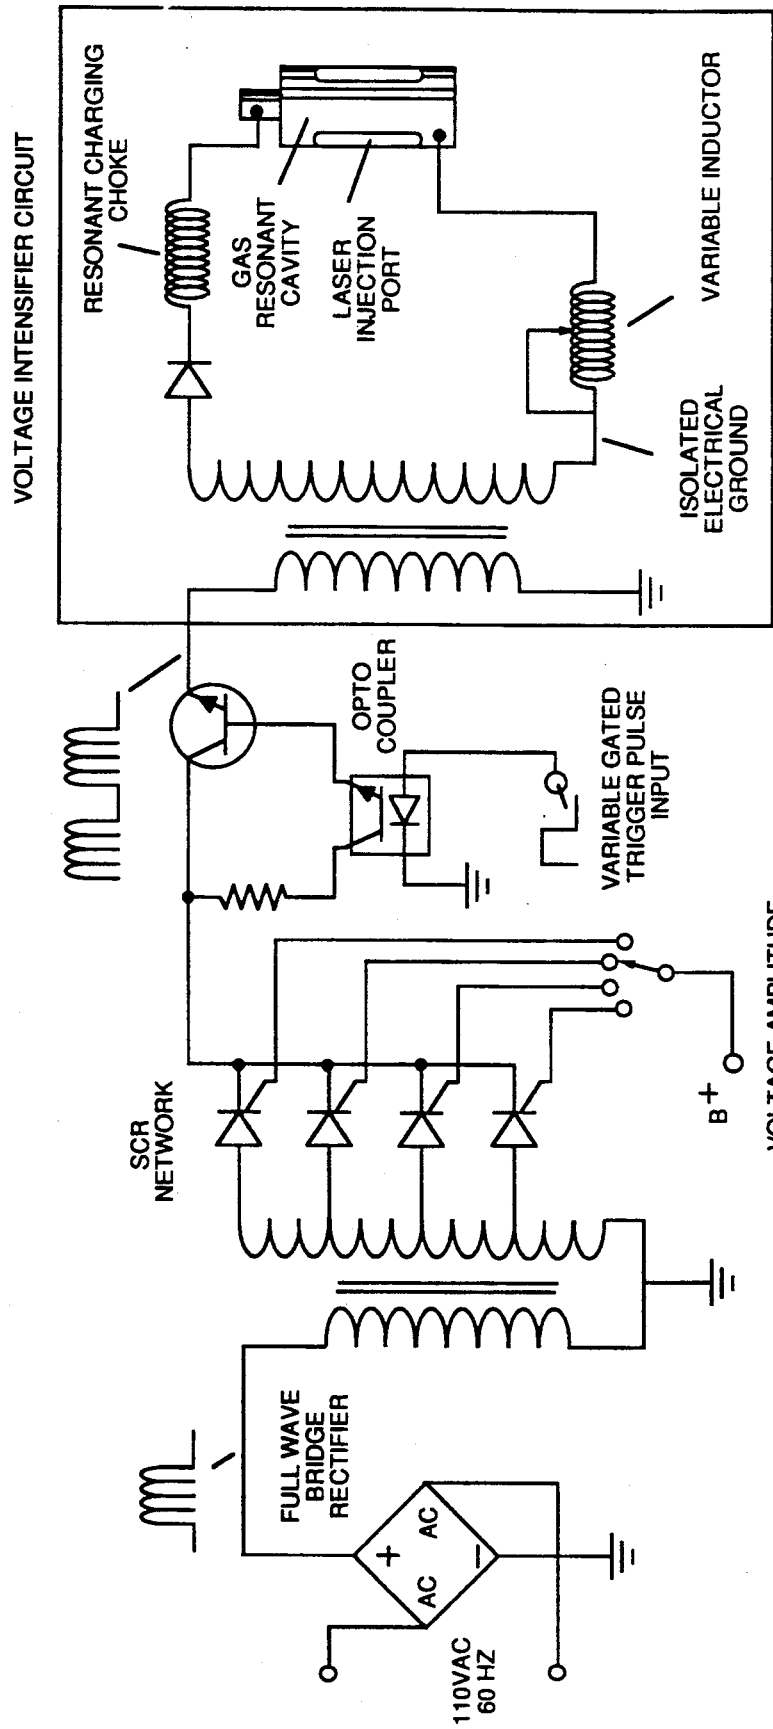 VOLTAGE INTENSIFIER CIRCUIT
RESONANT CHARGING
CHOKE
GAS
RESONANT
CAVITY
LASER
INJECTION
PORT
VARIABLE INDUCTOR
ISOLATED
ELECTRICAL
GROUND
OPTO
COUPLER
VARIABLE GATED
TRIGGER PULSE
INPUT
SCR
NETWORK
B+
VOLTAGE AMPLITUDE
FULL WAVE
BRIDGE
RECTIFIER
+
AC
AC
–
110VAC
60 HZ